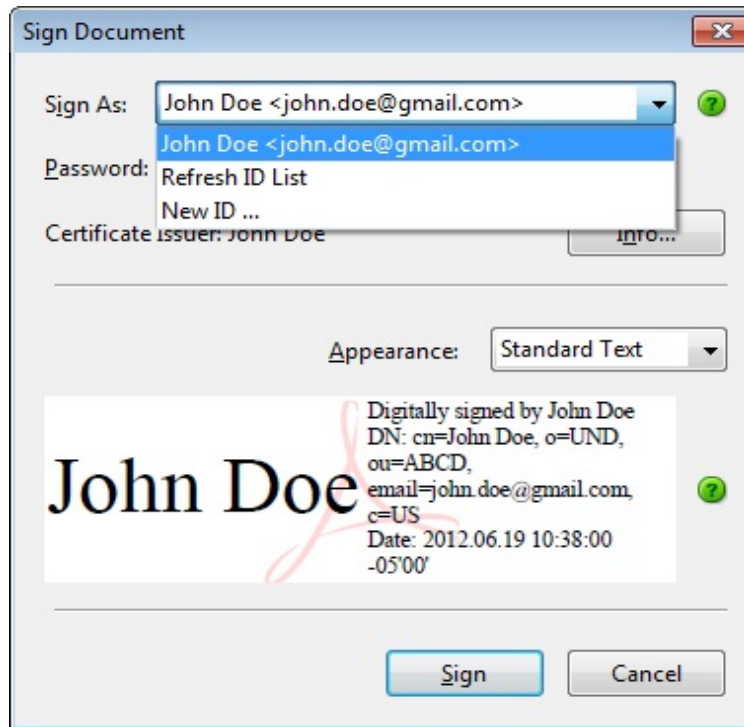 Sign Document
Sign As:
John Doe <john.doe@gmail.com>
John Doe <john.doe@gmail.com>
Refresh ID List
New ID ...
Password:
Certificate Issuer: John Doe
Info...
Appearance:
Standard Text
John Doe
Digitally signed by John Doe
DN: cn=John Doe, o=UND,
ou=ABCD,
email=john.doe@gmail.com,
c=US
Date: 2012.06.19 10:38:00
-05'00'
Sign
Cancel